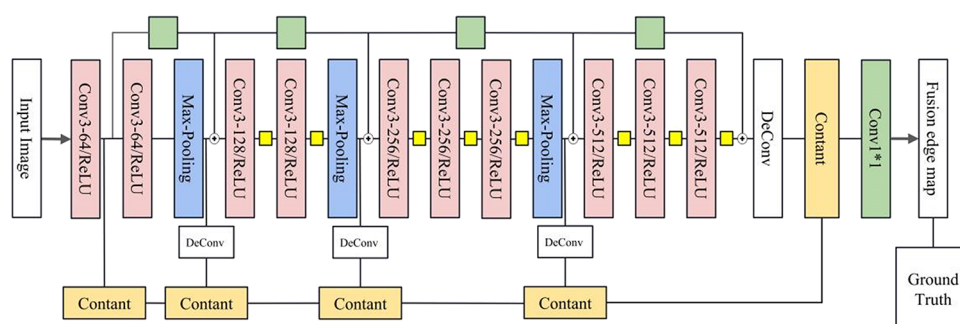 Input Image
Conv3-64/ReLU
Conv3-64/ReLU
Max-Pooling
Conv3-128/ReLU
Conv3-128/ReLU
Max-Pooling
Conv3-256/ReLU
Conv3-256/ReLU
Conv3-256/ReLU
Max-Pooling
Conv3-512/ReLU
Conv3-512/ReLU
Conv3-512/ReLU
DeConv
Contant
Conv1*1
Fusion edge map
DeConv
DeConv
DeConv
Contant
Contant
Contant
Contant
Ground
Truth